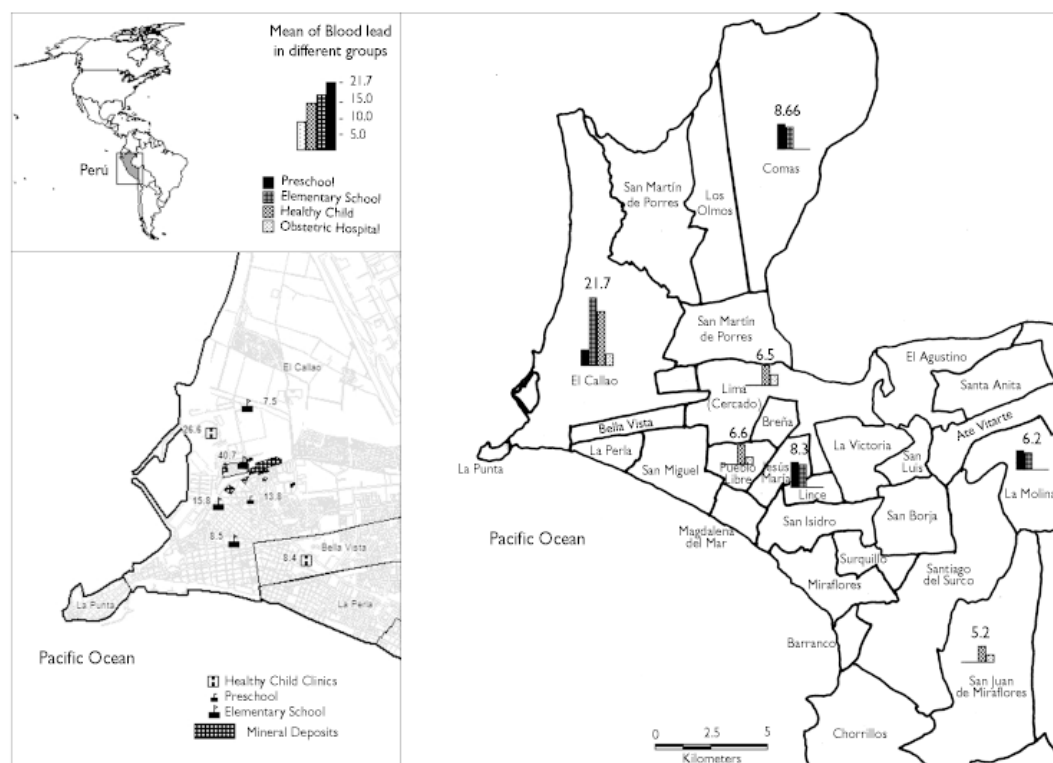 Mean of Blood lead
in different groups
21.7
15.0
10.0
5.0
Perú
Preschool
Elementary School
Healthy Child
Obstetric Hospital
El Callao
7.5
26.6
40.7
15.8
13.8
8.5
Bella Vista
8.4
La Punta
La Perla
Pacific Ocean
Healthy Child Clinics
Preschool
Elementary School
Mineral Deposits
8.66
Comas
San Martín
de Porres
Los
Olmos
21.7
El Callao
San Martín
de Porres
6.5
Lima
(Cercado)
El Agustino
Santa Anita
Ate Vitarte
Bella Vista
Breña
La Punta
La Perla
San Miguel
6.6
Pueblo
Libre
Jesús
María
8.3
Lince
La Victoria
San
Luis
6.2
La Molina
Magdalena
del Mar
San Isidro
San Borja
Pacific Ocean
Surquillo
Miraflores
Santiago
del Surco
Barranco
5.2
San Juan
de Miraflores
Chorrillos
0 2.5 5
Kilometers